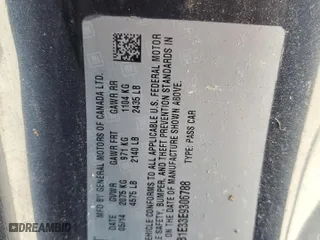 MFD BY GENERAL MOTORS OF CANADA LTD.
05/14
GVWR
2075 KG
4575 LB
GAWR FRT
971 KG
2140 LB
GAWR RR
1104 KG
2435 LB
THIS VEHICLE CONFORMS TO ALL APPLICABLE U.S. FEDERAL MOTOR
VEHICLE SAFETY, BUMPER, AND THEFT PREVENTION STANDARDS IN
EFFECT ON THE DATE OF MANUFACTURE SHOWN ABOVE.
TYPE: PASS CAR